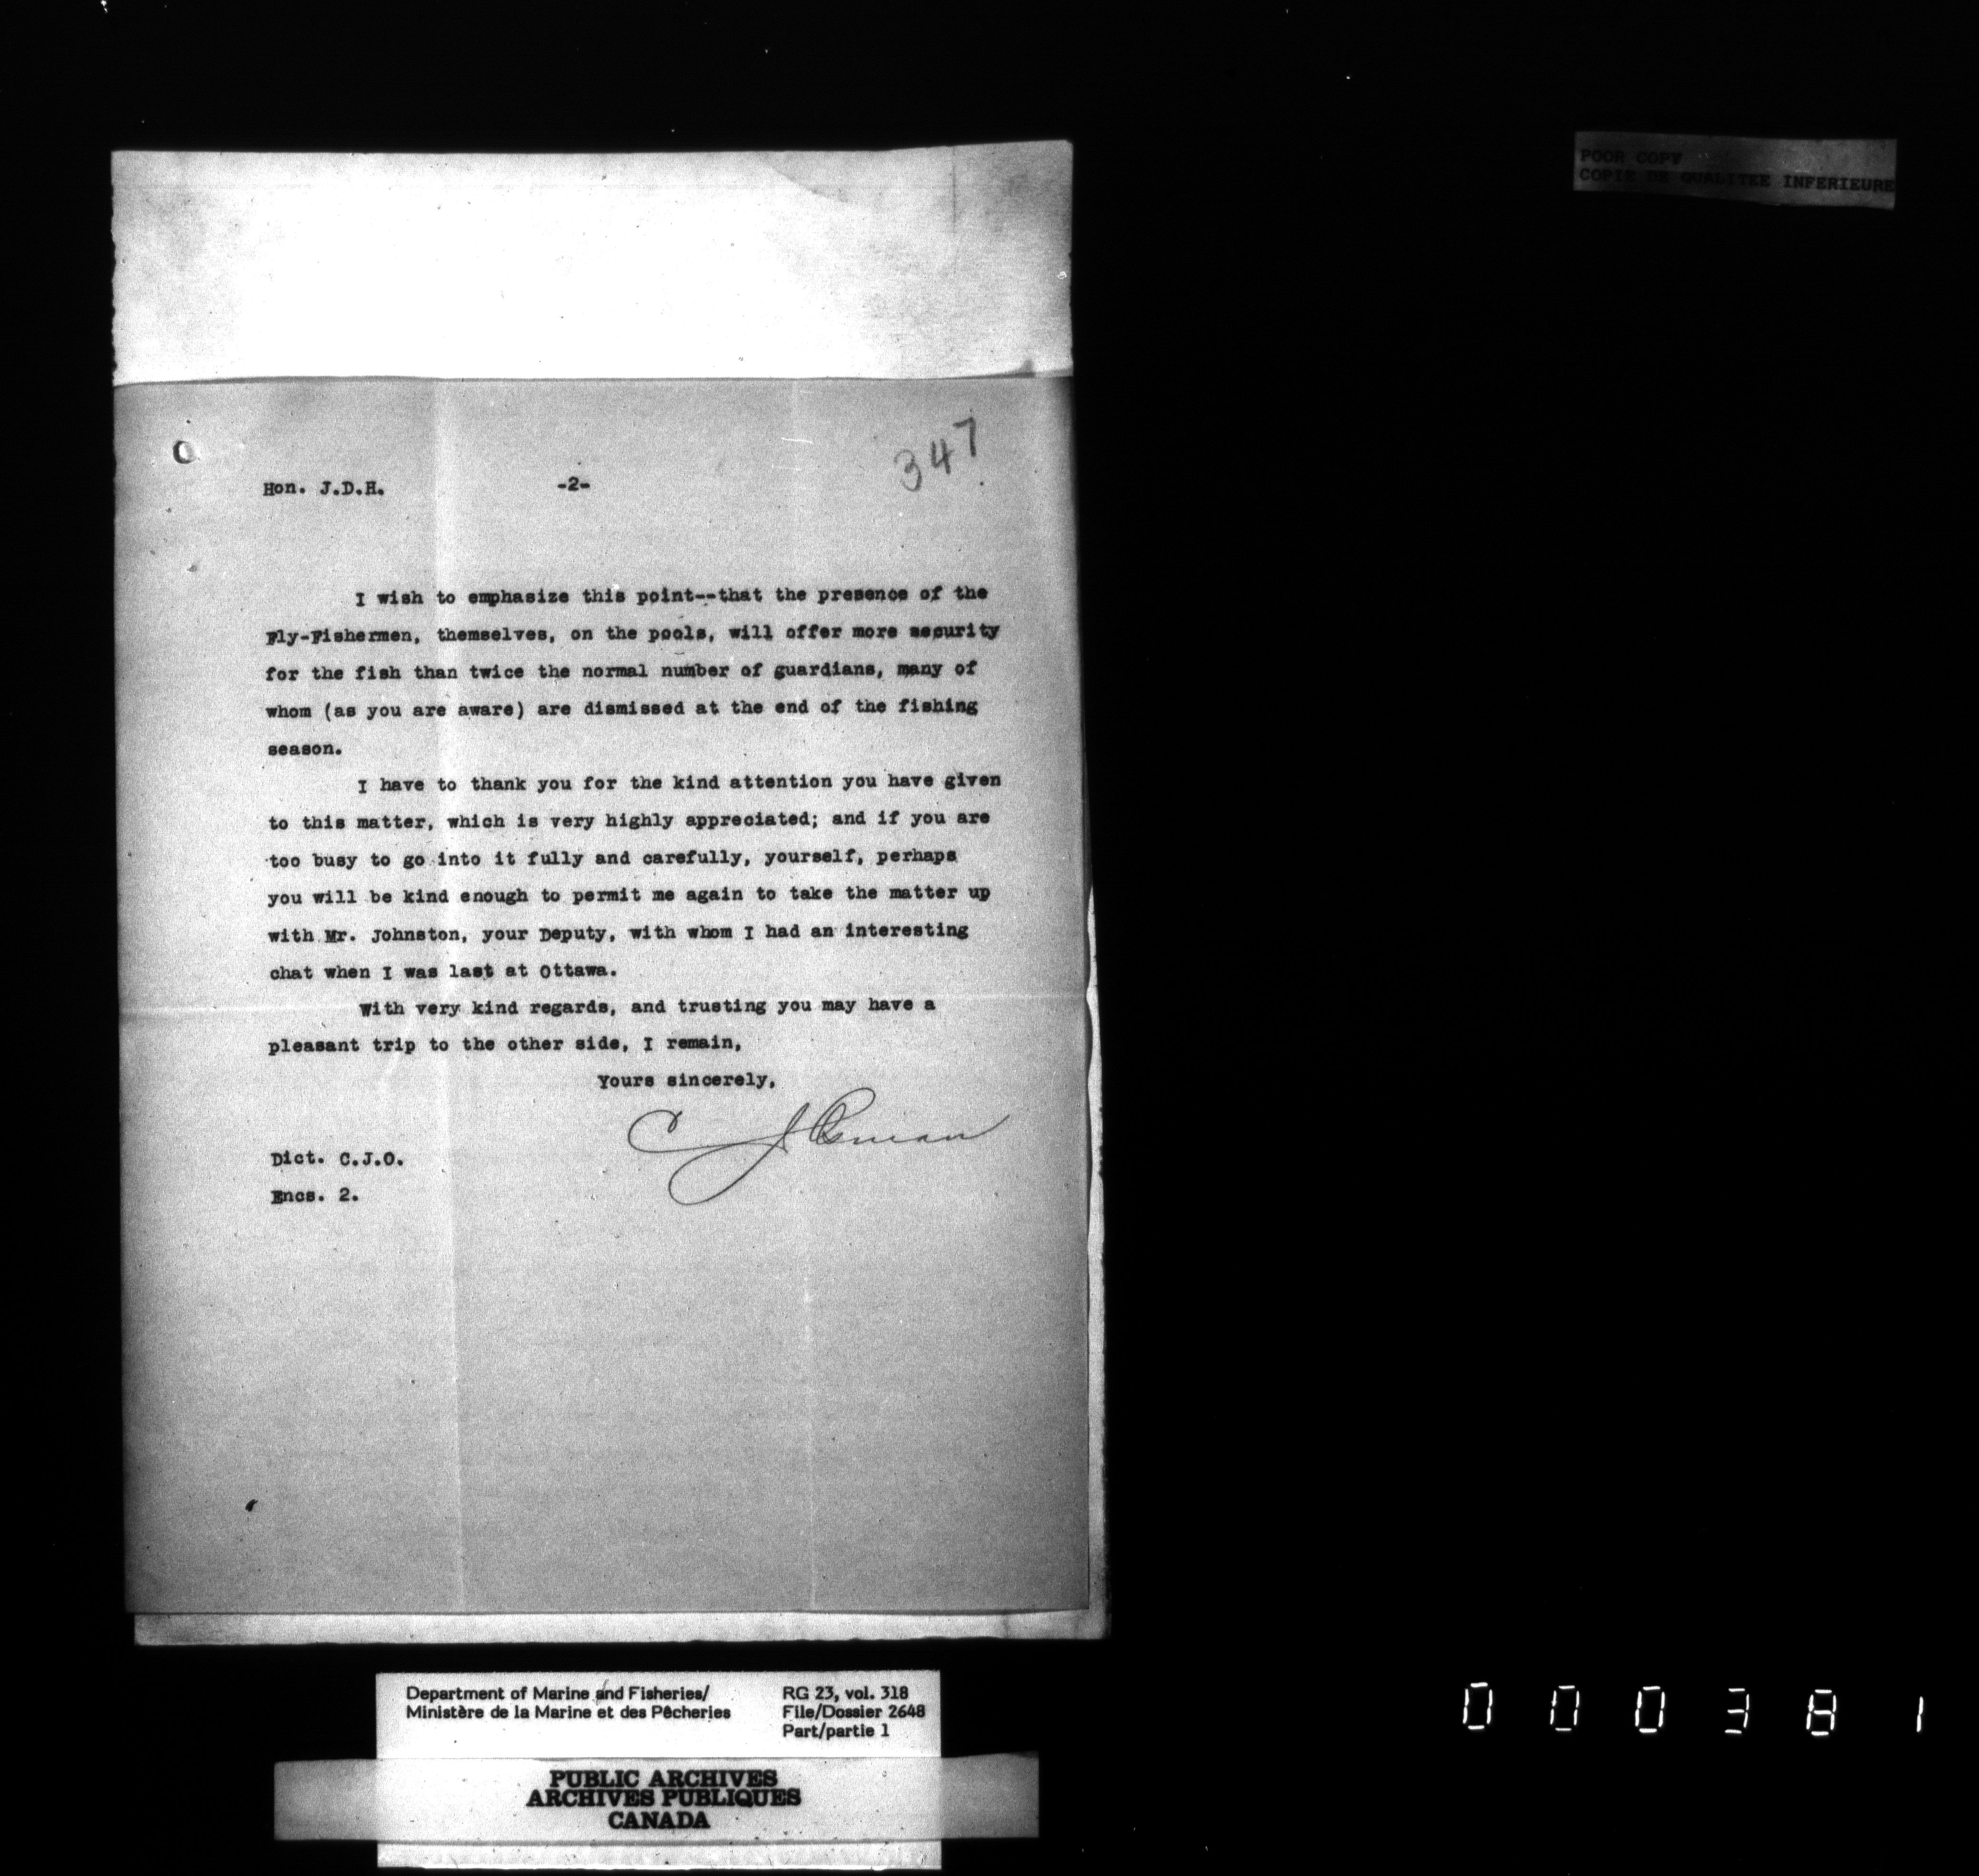 POOR COPY
COPIE DE QUALITEE INFERIEURE
347
Hon. J.D.H. -2-
I wish to emphasize this point--that the presence of the
Fly-Fishermen, themselves, on the pools, will offer more security
for the fish than twice the normal number of guardians, many of
whom (as you are aware) are dismissed at the end of the fishing
season.
I have to thank you for the kind attention you have given
to this matter, which is very highly appreciated; and if you are
too busy to go into it fully and carefully, yourself, perhaps
you will be kind enough to permit me again to take the matter up
with Mr. Johnston, your Deputy, with whom I had an interesting
chat when I was last at Ottawa.
With very kind regards, and trusting you may have a
pleasant trip to the other side, I remain,
Yours sincerely,
C J Osman
Dict. C.J.O.
Encs. 2.
Department of Marine and Fisheries/ RG 23, vol. 318
Ministère de la Marine et des Pêcheries File/Dossier 2648
Part/partie 1
PUBLIC ARCHIVES
ARCHIVES PUBLIQUES
CANADA
000381